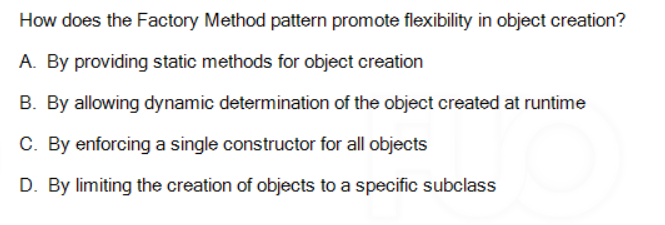 How does the Factory Method pattern promote flexibility in object creation?
A. By providing static methods for object creation
B. By allowing dynamic determination of the object created at runtime
C. By enforcing a single constructor for all objects
D. By limiting the creation of objects to a specific subclass